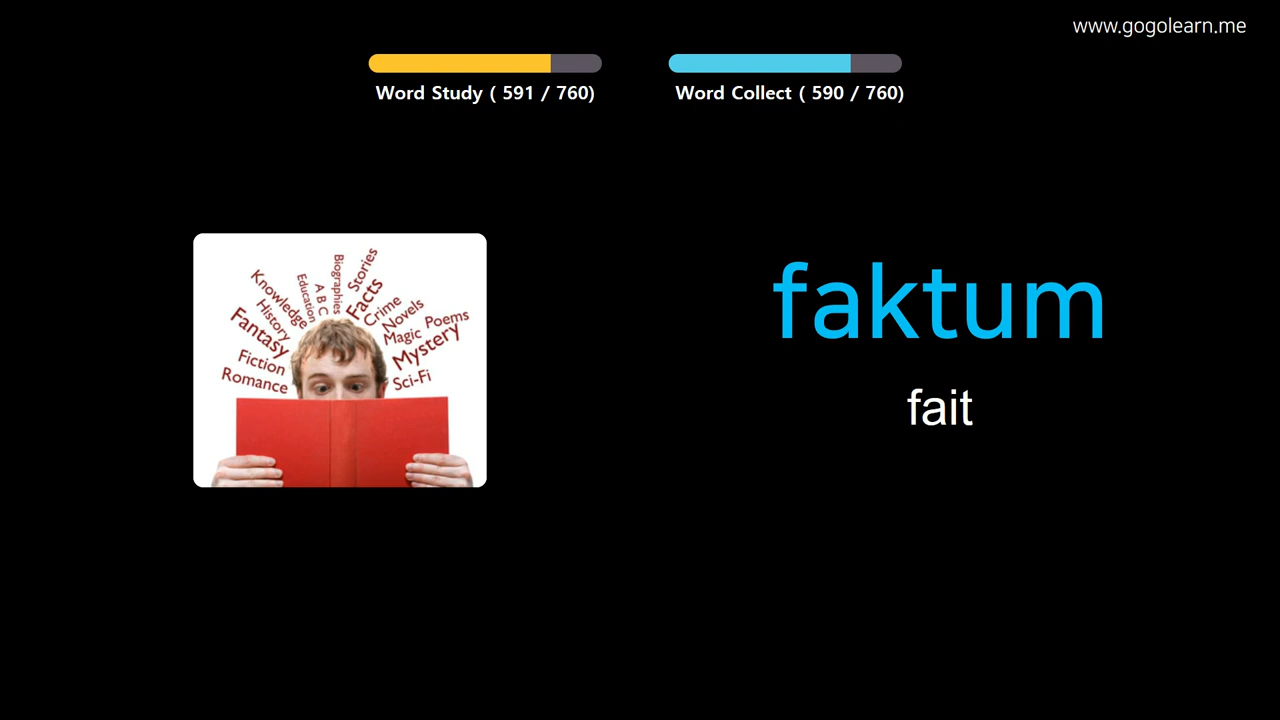 www.gogolearn.me
Word Study ( 591 / 760)
Word Collect ( 590 / 760)
Stories
Biographies
Facts
A B C
Education
Knowledge
Crime
History
Novels
Fantasy
Magic
Poems
Mystery
Fiction
Romance
Sci-Fi
faktum
fait